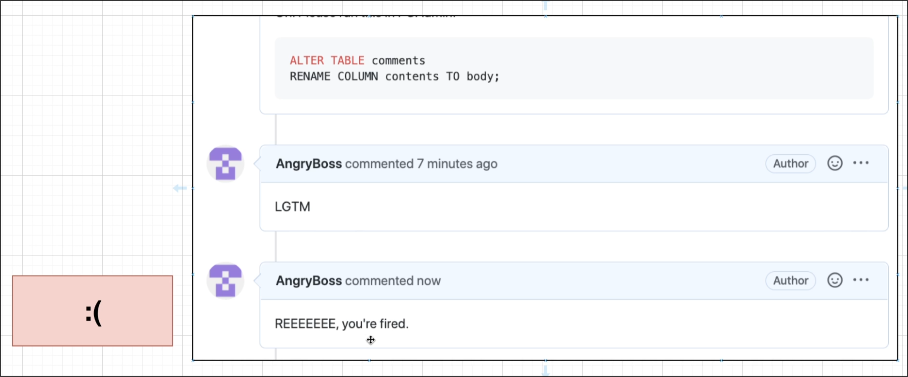 ALTER TABLE comments
RENAME COLUMN contents TO body;
AngryBoss commented 7 minutes ago
Author
LGTM
AngryBoss commented now
Author
:(
REEEEEEE, you're fired.